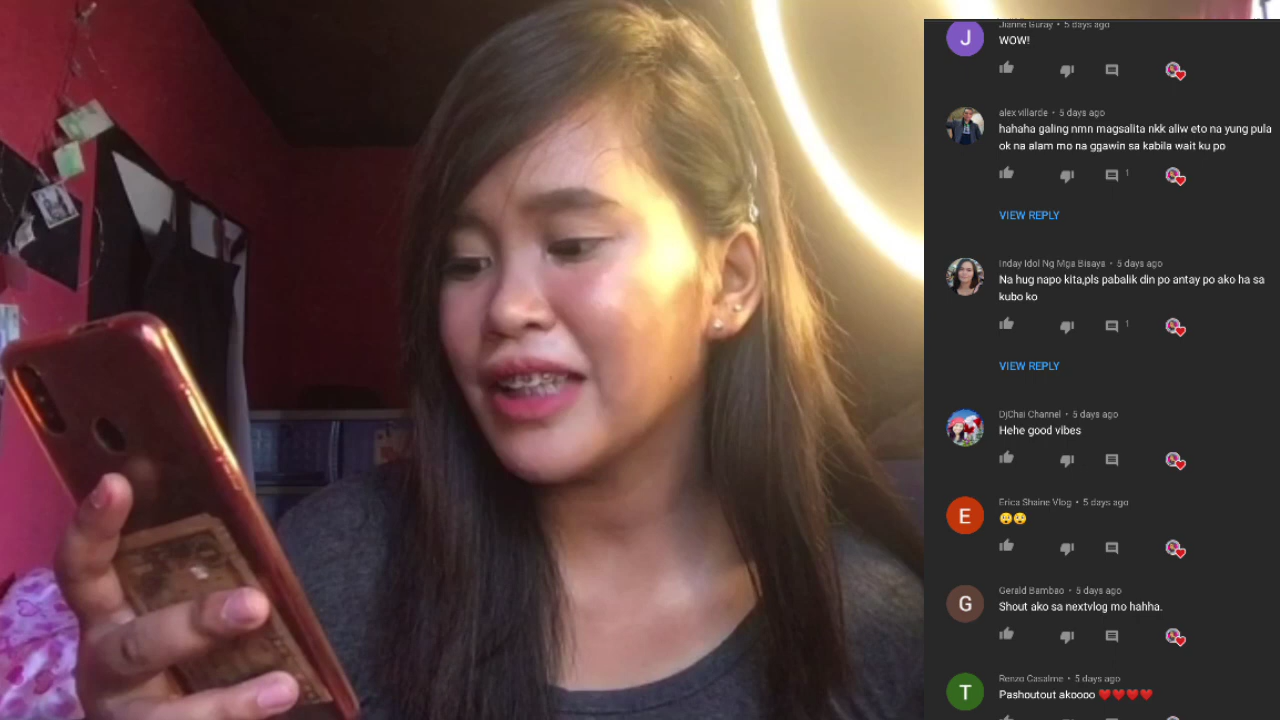 Jianne Guray • 5 days ago
WOW!
alex villarde • 5 days ago
hahaha galing nmn magsalita nkk aliw eto na yung pula
ok na alam mo na ggawin sa kabila wait ku po
1
VIEW REPLY
Inday Idol Ng Mga Bisaya • 5 days ago
Na hug napo kita,pls pabalik din po antay po ako ha sa
kubo ko
1
VIEW REPLY
DjChai Channel • 5 days ago
Hehe good vibes
Erica Shaine Vlog • 5 days ago
😢😢
Gerald Bambao • 5 days ago
Shout ako sa nextvlog mo hahha.
Renzo Casalme • 5 days ago
Pashoutout akoooo ❤️❤️❤️❤️
J
E
G
T